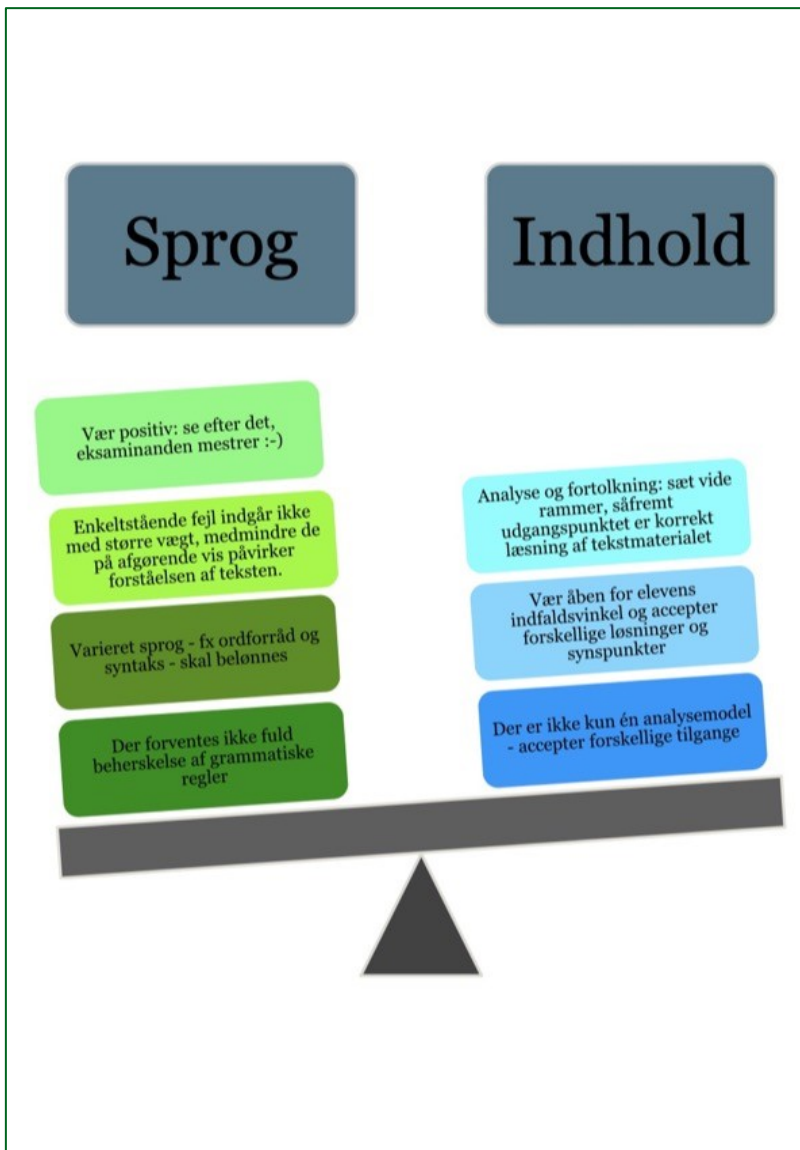 Sprog
Indhold
Vær positiv: se efter det,
eksaminanden mestrer :-)
Enkeltstående fejl indgår ikke
med større vægt, medmindre de
på afgørende vis påvirker
forståelsen af teksten.
Varieret sprog - fx ordforråd og
syntaks - skal belønnes
Der forventes ikke fuld
beherskelse af grammatiske
regler
Analyse og fortolkning: sæt vide
rammer, såfremt
udgangspunktet er korrekt
læsning af tekstmaterialet
Vær åben for elevens
indfaldsvinkel og accepter
forskellige løsninger og
synspunkter
Der er ikke kun én analysemodel
- accepter forskellige tilgange